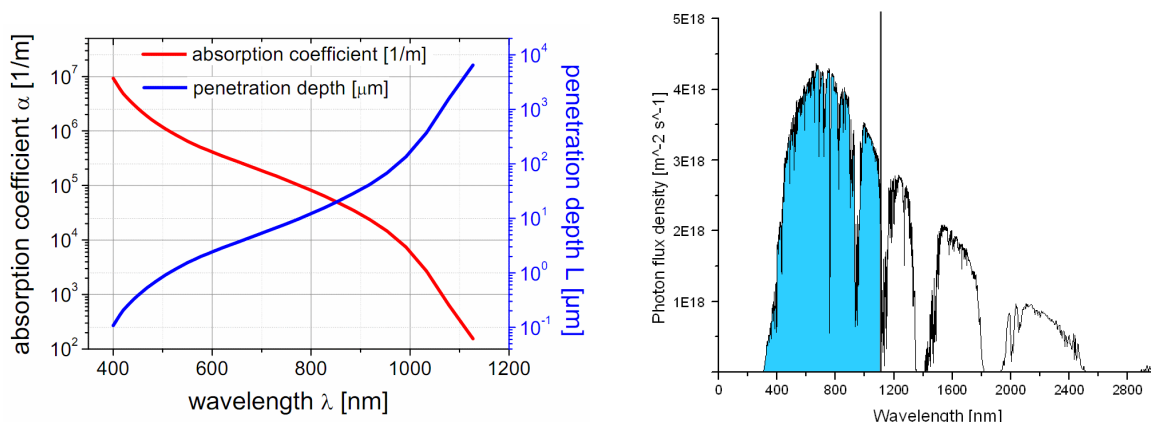 absorption coefficient α [1/m]
10^7
10^6
10^5
10^4
10^3
10^2
absorption coefficient [1/m]
penetration depth [μm]
10^4
10^3
10^2
10^1
10^0
10^-1
penetration depth L [μm]
400
600
800
1000
1200
wavelength λ [nm]
Photon flux density [m^-2 s^-1]
5E18
4E18
3E18
2E18
1E18
0
400
800
1200
1600
2000
2400
2800
Wavelength [nm]